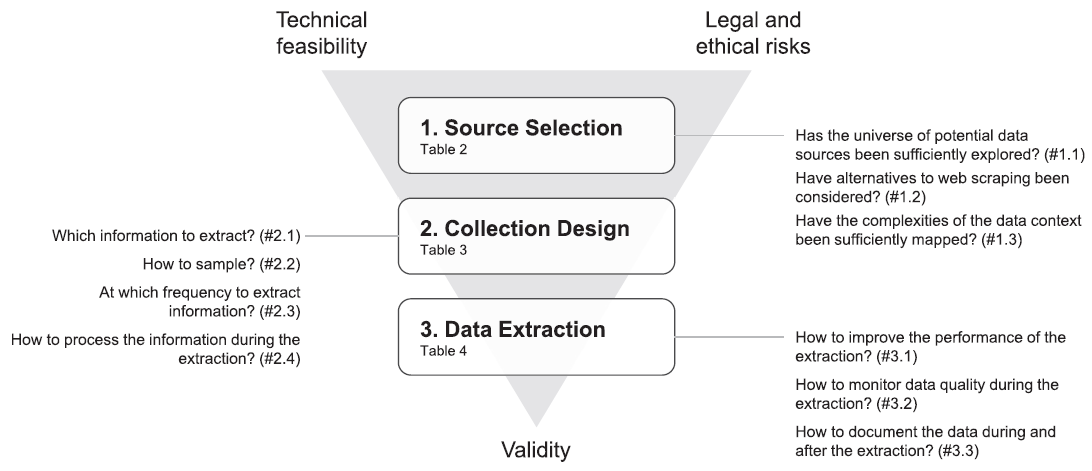 Technical
feasibility
Legal and
ethical risks
1. Source Selection
Table 2
Has the universe of potential data
sources been sufficiently explored? (#1.1)
Have alternatives to web scraping been
considered? (#1.2)
Have the complexities of the data context
been sufficiently mapped? (#1.3)
2. Collection Design
Table 3
Which information to extract? (#2.1)
How to sample? (#2.2)
At which frequency to extract
information? (#2.3)
How to process the information during the
extraction? (#2.4)
3. Data Extraction
Table 4
How to improve the performance of the
extraction? (#3.1)
How to monitor data quality during the
extraction? (#3.2)
How to document the data during and
after the extraction? (#3.3)
Validity